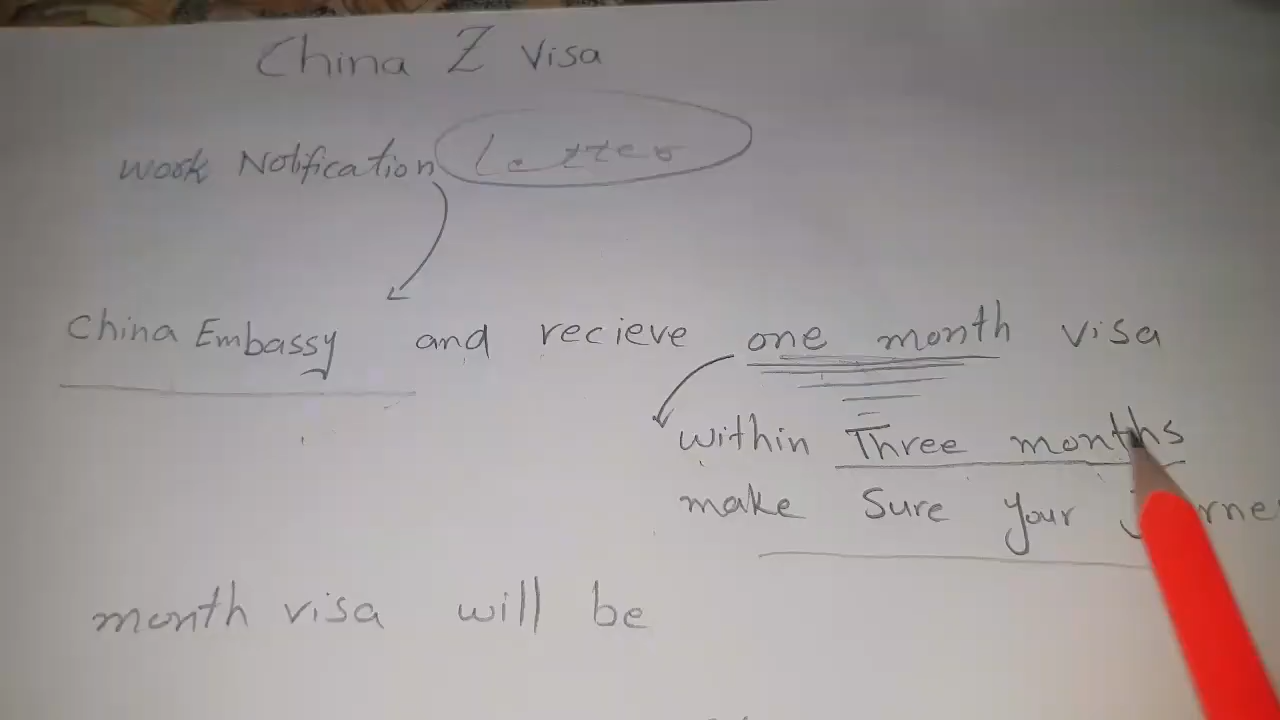 China Z Visa
Work Notification Letter
China Embassy and recieve one month visa
within Three months
make Sure your
month visa will be